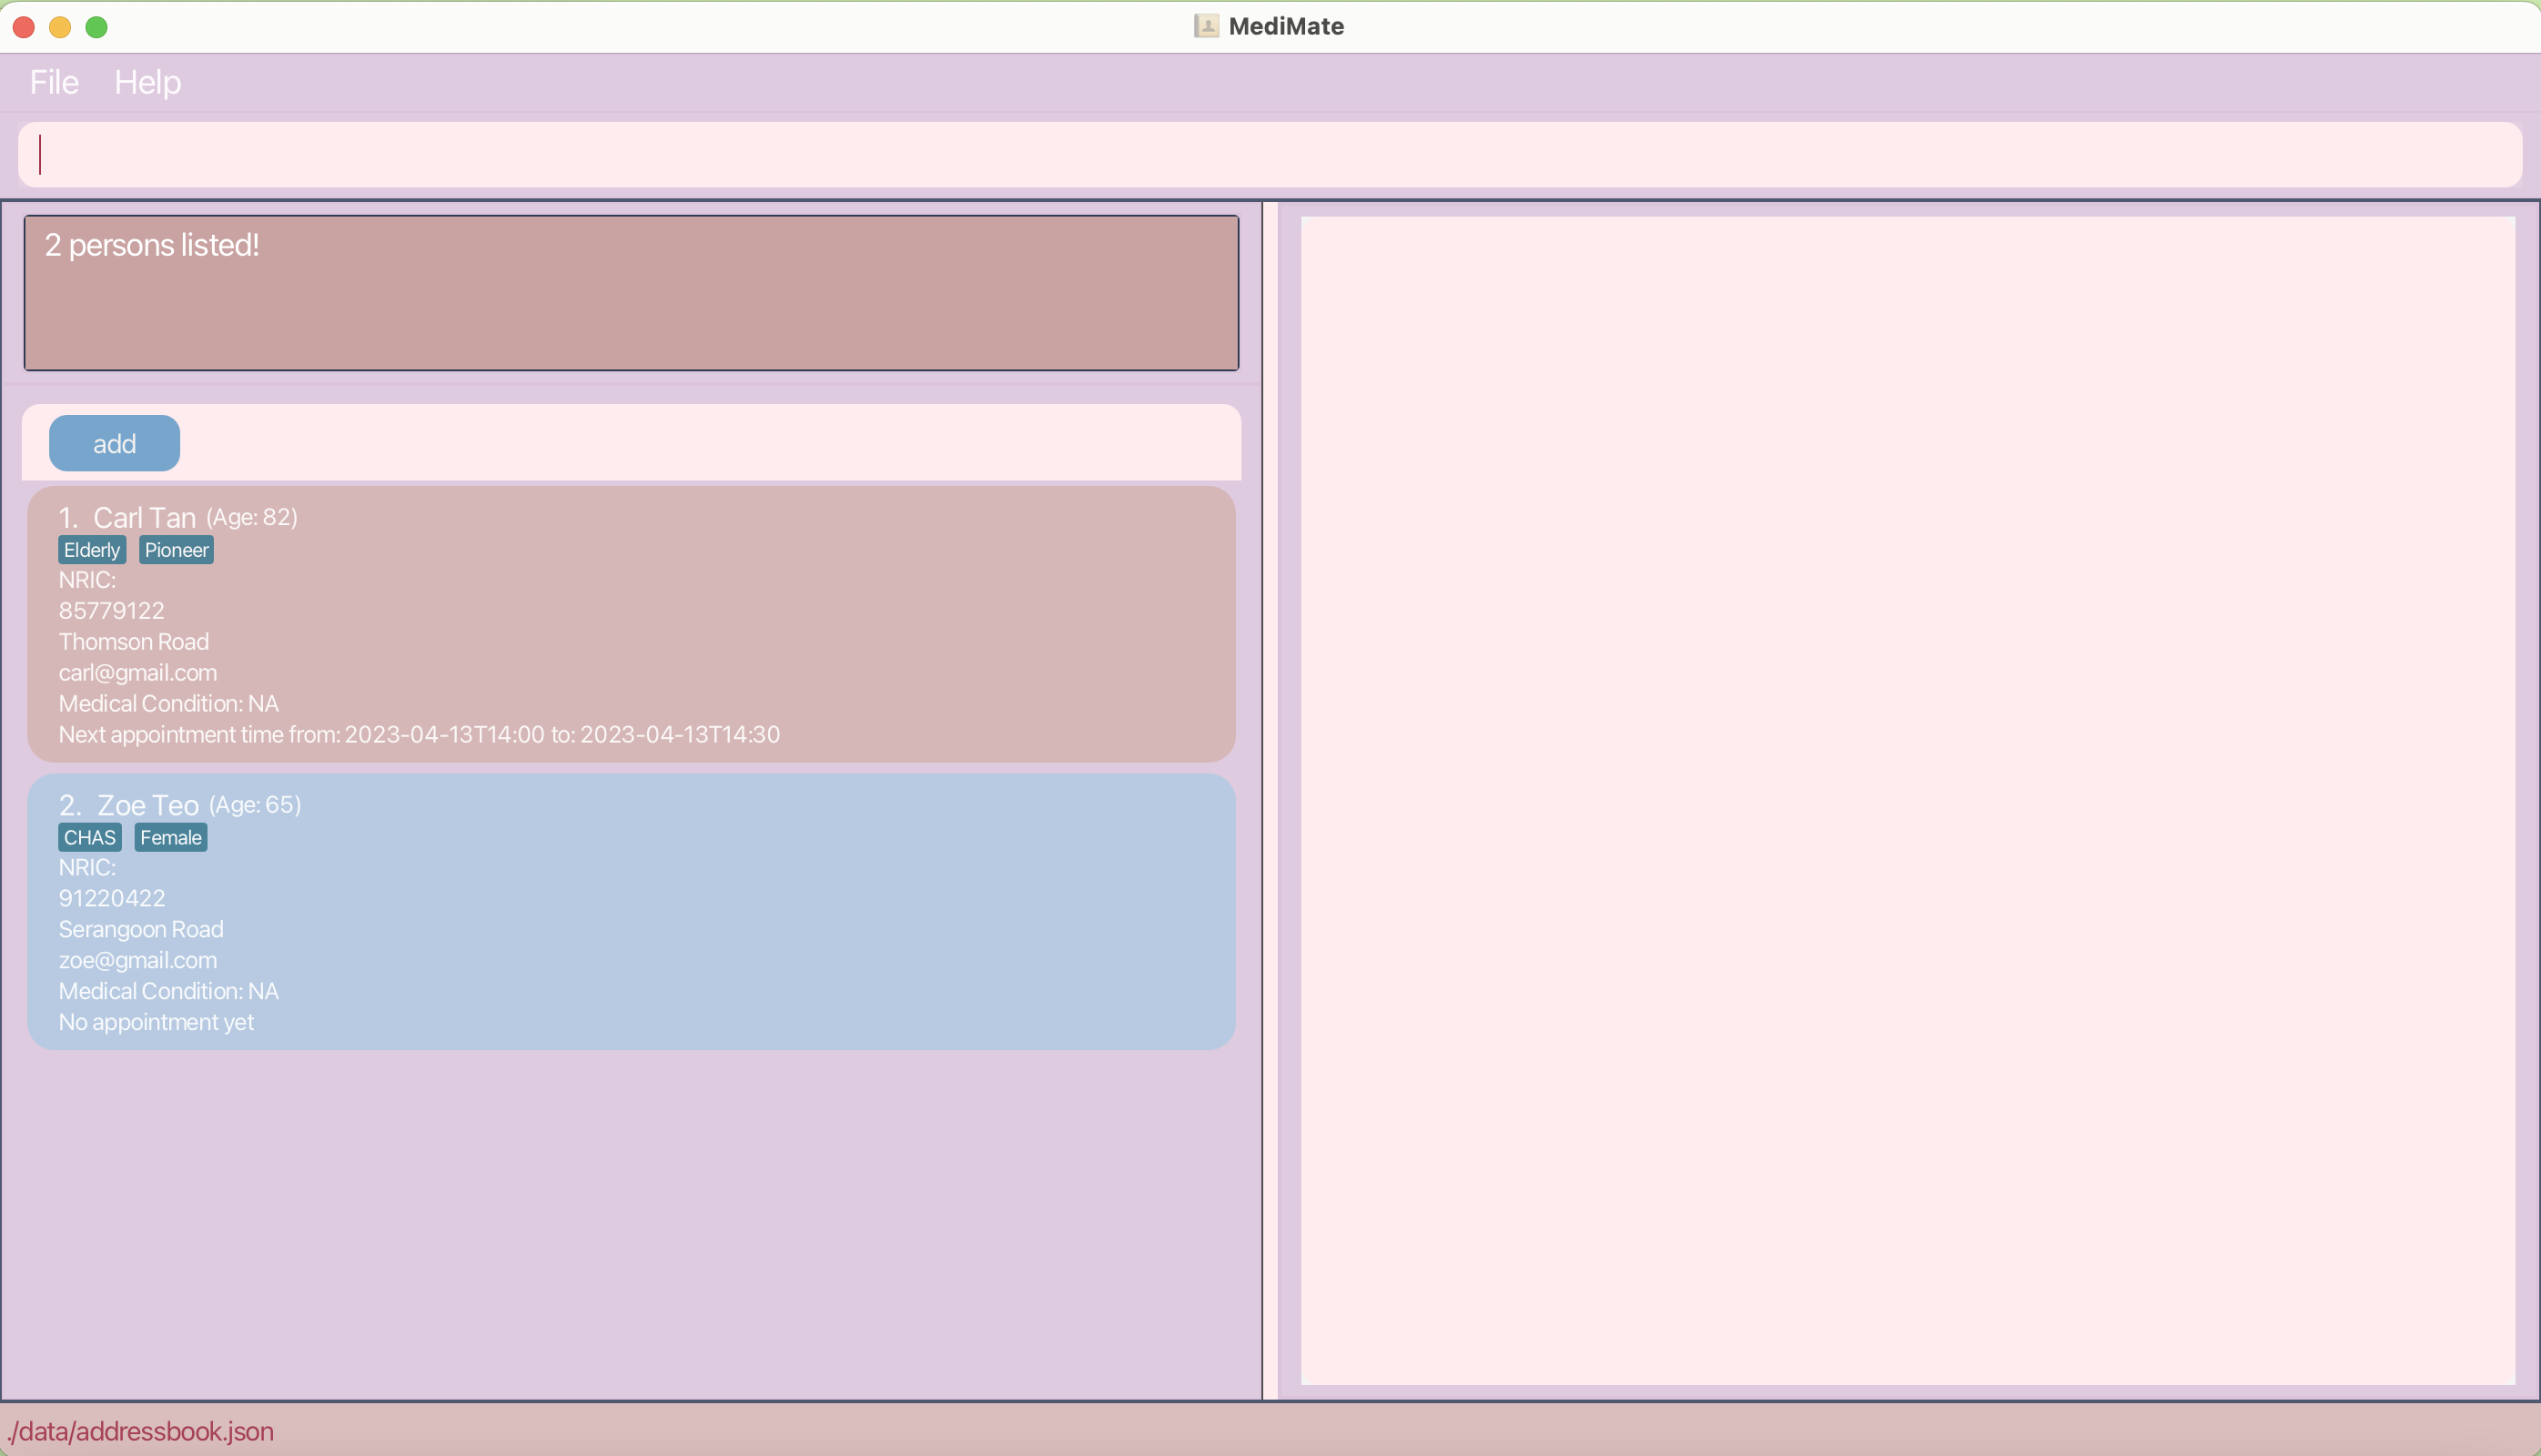 MediMate
File Help
2 persons listed!
add
1. Carl Tan (Age: 82)
Elderly Pioneer
NRIC:
85779122
Thomson Road
carl@gmail.com
Medical Condition: NA
Next appointment time from: 2023-04-13T14:00 to: 2023-04-13T14:30
2. Zoe Teo (Age: 65)
CHAS Female
NRIC:
91220422
Serangoon Road
zoe@gmail.com
Medical Condition: NA
No appointment yet
./data/addressbook.json